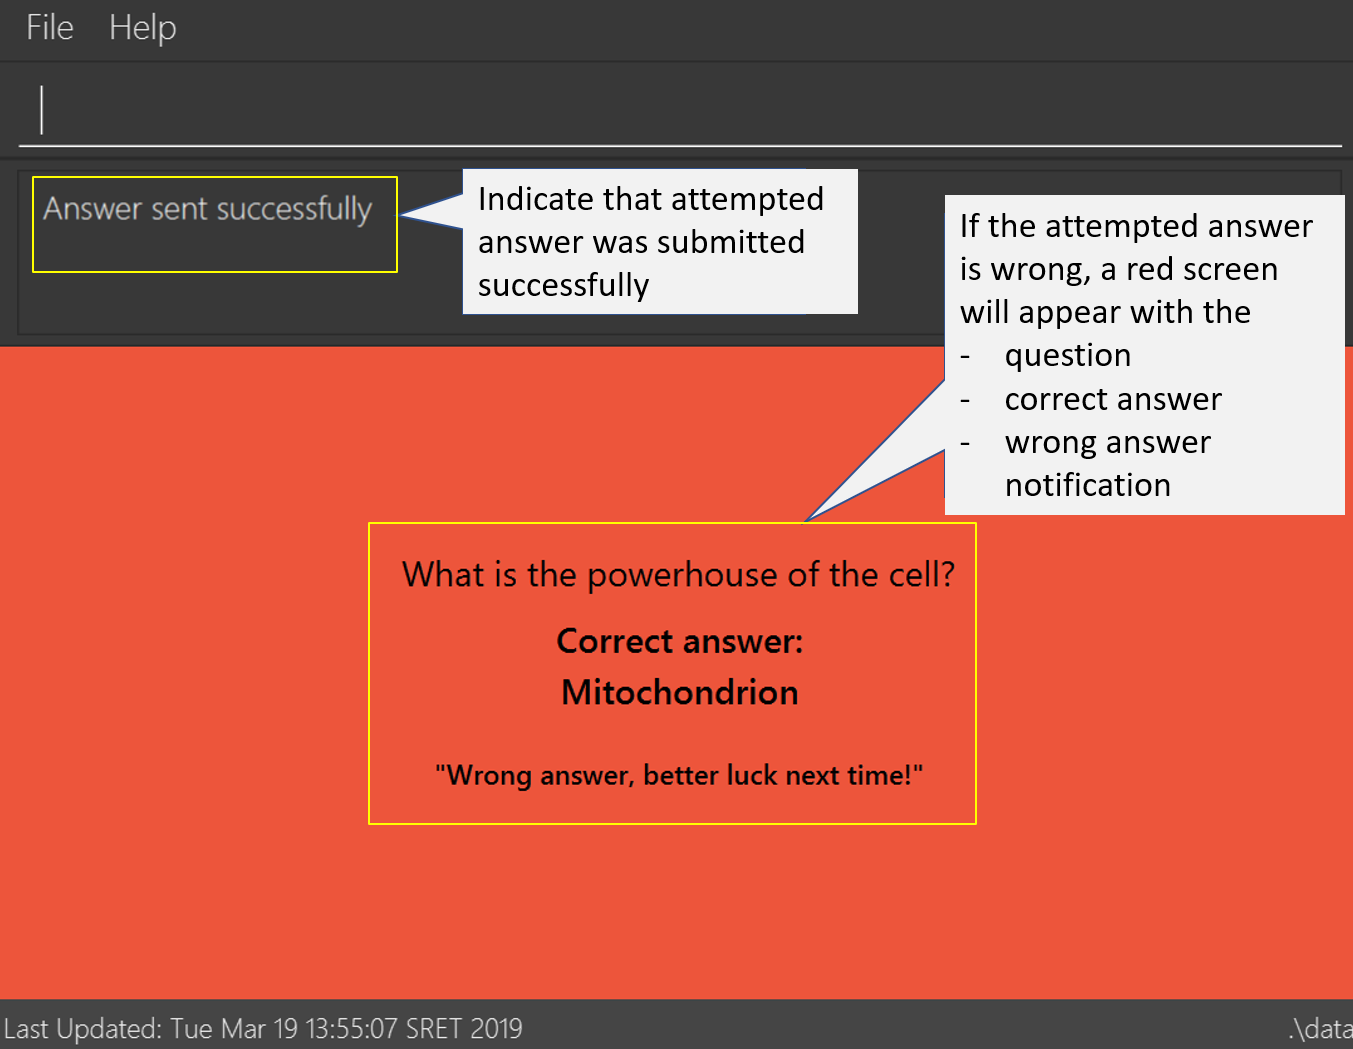 File Help
Answer sent successfully
Indicate that attempted
answer was submitted
successfully
If the attempted answer
is wrong, a red screen
will appear with the
- question
- correct answer
- wrong answer
notification
What is the powerhouse of the cell?
Correct answer:
Mitochondrion
"Wrong answer, better luck next time!"
Last Updated: Tue Mar 19 13:55:07 SRET 2019
.\data